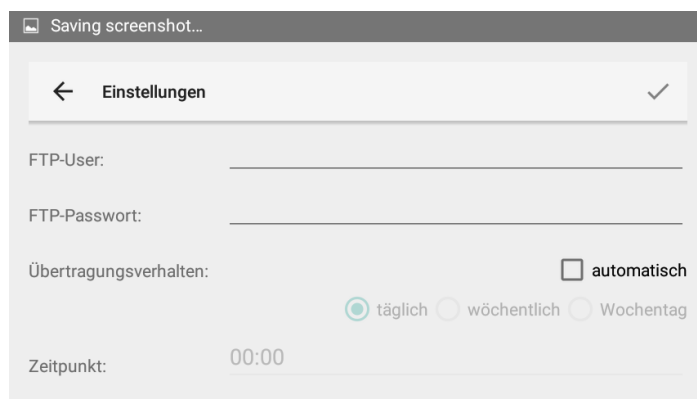 Saving screenshot...
Einstellungen
FTP-User:
FTP-Passwort:
Übertragungsverhalten: automatisch
täglich wöchentlich Wochentag
Zeitpunkt: 00:00